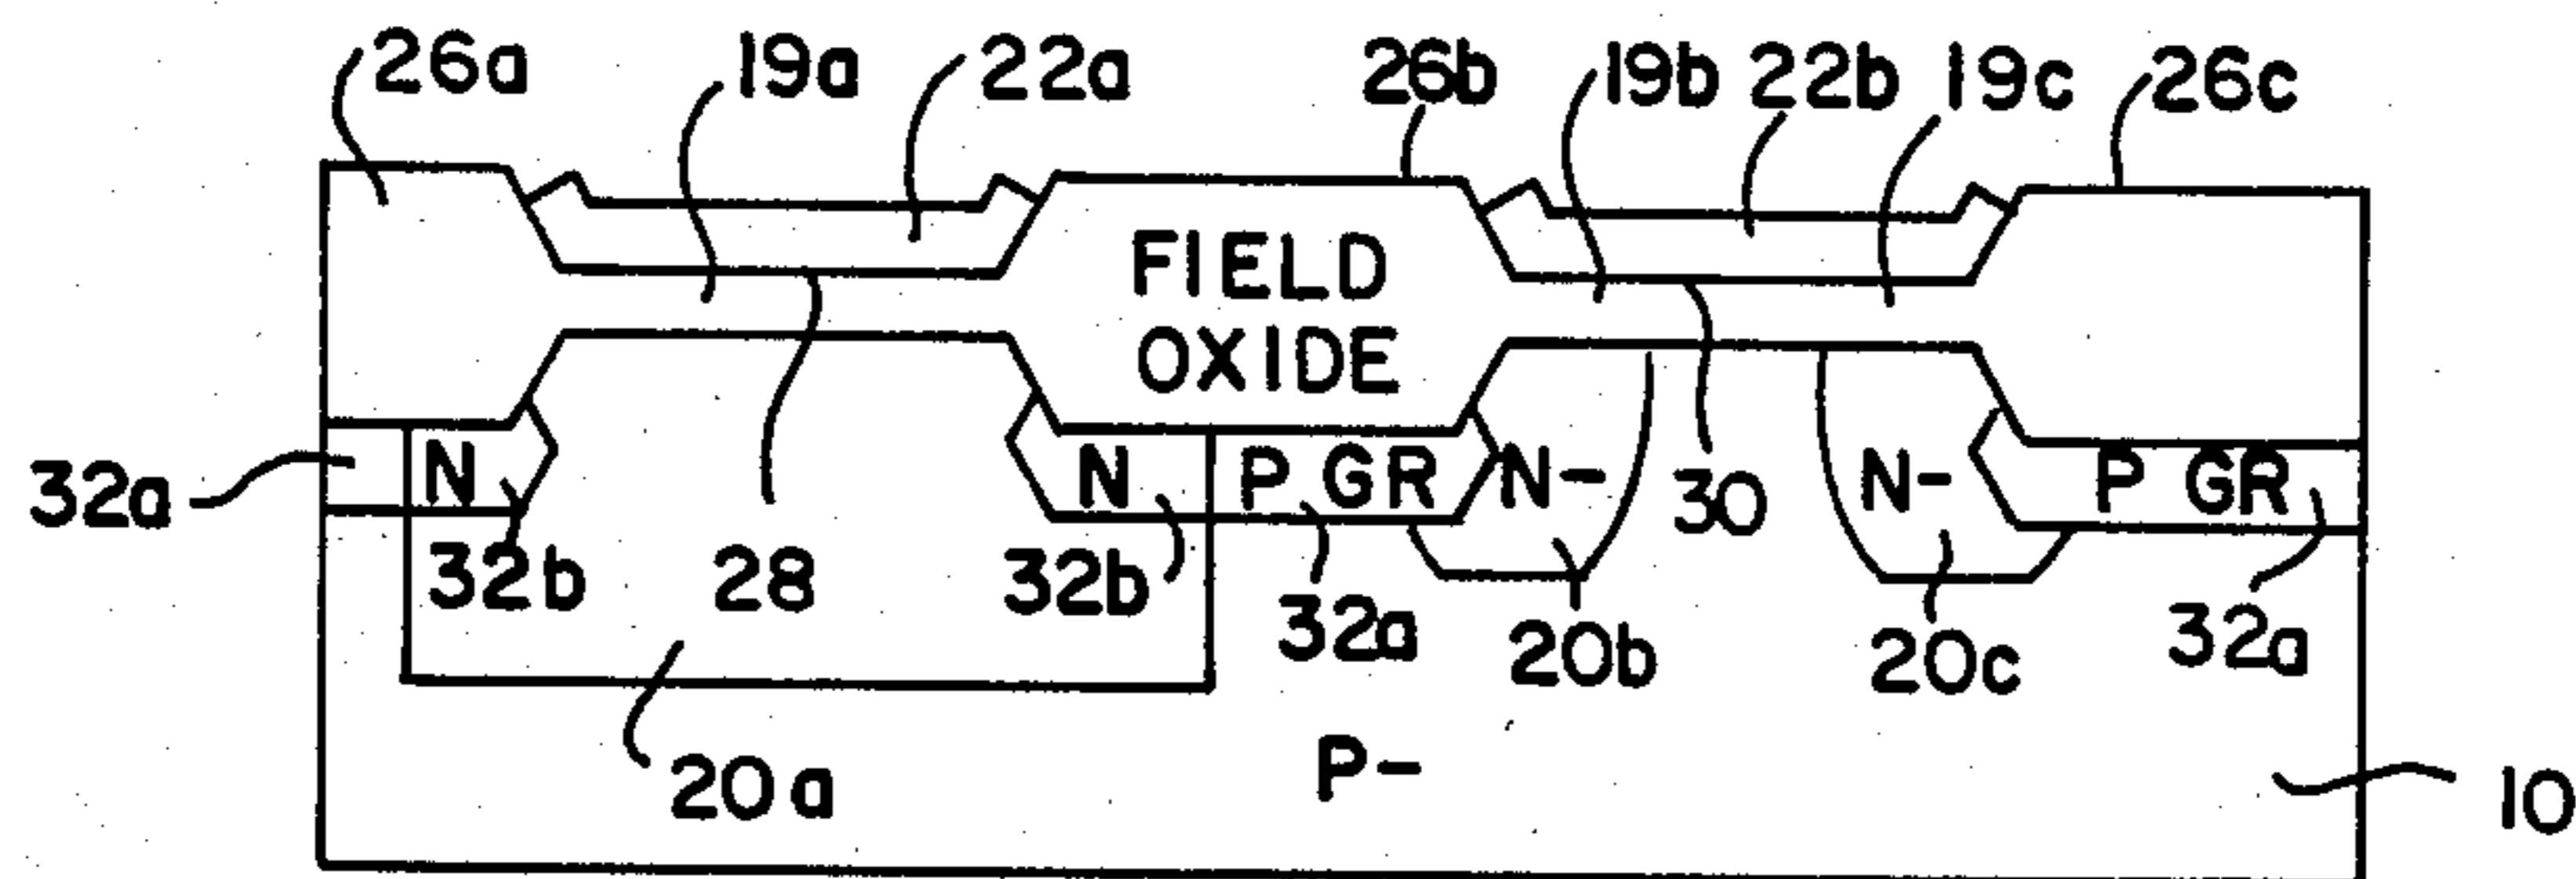 26a 19a 22a 26b 19b 22b 19c 26c
FIELD
OXIDE
32a N N P GR N- 30 N- P GR
32b 28 32b 32a 20b 20c 32a
20a P- 10